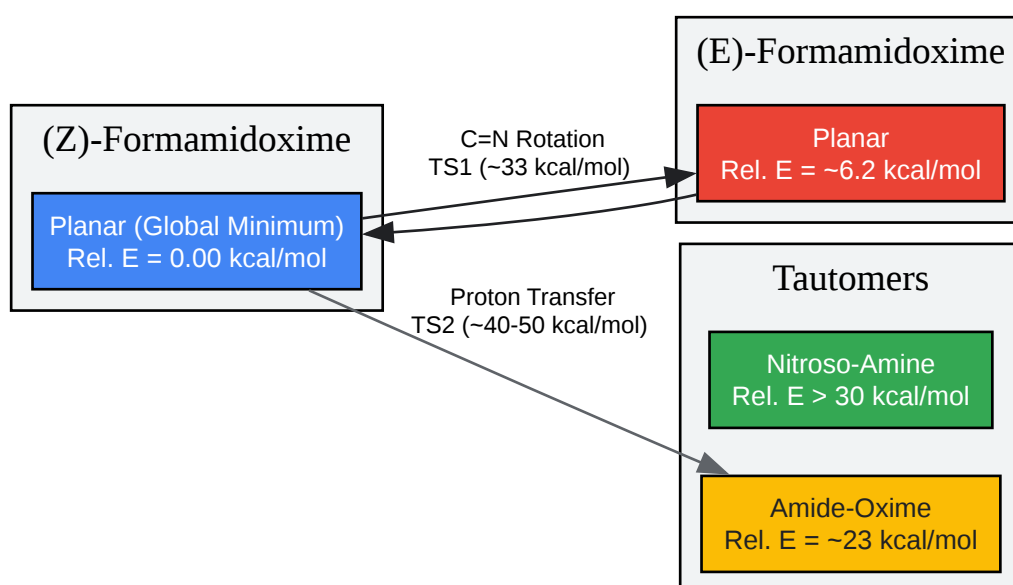 (Z)-Formamidoxime
Planar (Global Minimum)
Rel. E = 0.00 kcal/mol
C=N Rotation
TS1 (~33 kcal/mol)
Proton Transfer
TS2 (~40-50 kcal/mol)
(E)-Formamidoxime
Planar
Rel. E = ~6.2 kcal/mol
Tautomers
Nitroso-Amine
Rel. E > 30 kcal/mol
Amide-Oxime
Rel. E = ~23 kcal/mol